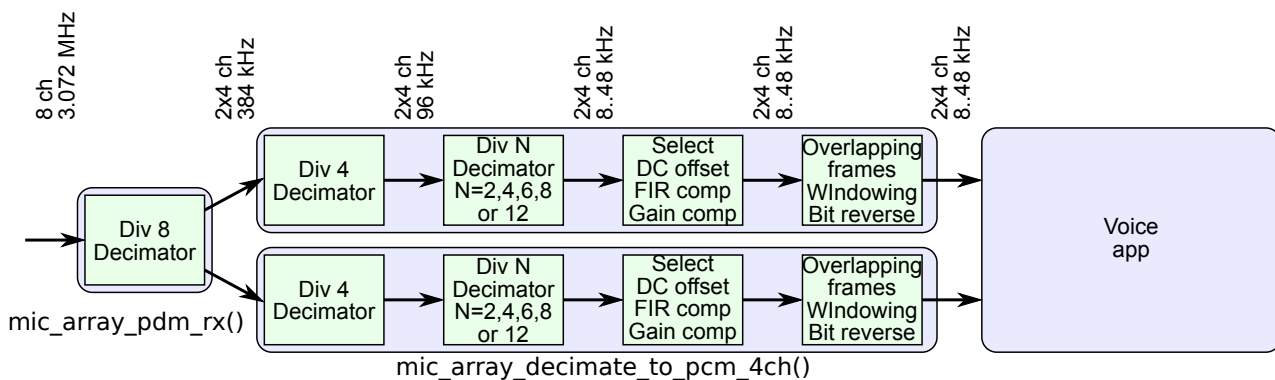 8 ch
3.072 MHz
2x4 ch
384 kHz
2x4 ch
96 kHz
2x4 ch
8..48 kHz
2x4 ch
8..48 kHz
2x4 ch
8..48 kHz
Div 8
Decimator
mic_array_pdm_rx()
Div 4
Decimator
Div N
Decimator
N=2,4,6,8
or 12
Select
DC offset
FIR comp
Gain comp
Overlapping
frames
WIndowing
Bit reverse
Div 4
Decimator
Div N
Decimator
N=2,4,6,8
or 12
Select
DC offset
FIR comp
Gain comp
Overlapping
frames
WIndowing
Bit reverse
mic_array_decimate_to_pcm_4ch()
Voice
app